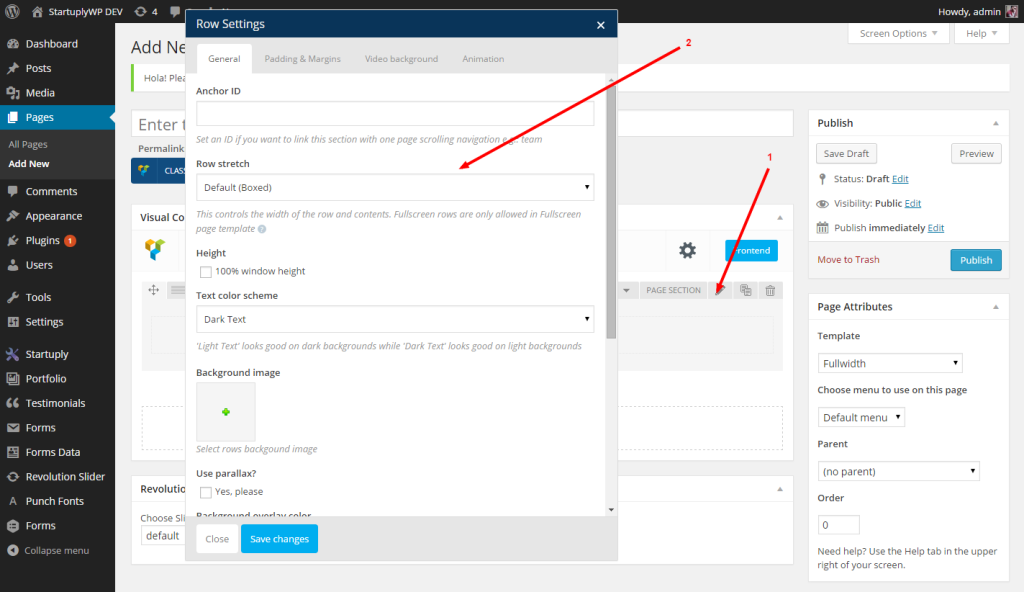 StartuplyWP DEV
4
Howdy, admin
Dashboard
Posts
Media
Pages
All Pages
Add New
Comments
Appearance
Plugins 1
Users
Tools
Settings
Startuply
Portfolio
Testimonials
Forms
Forms Data
Revolution Slider
Punch Fonts
Forms
Collapse menu
Screen Options
Help
Add Ne
Hola! Plea
Enter t
Permalink
CLASS
Visual Co
Frontend
PAGE SECTION
Revolutio
Choose Sli
default
Row Settings
General
Padding & Margins
Video background
Animation
Anchor ID
Set an ID if you want to link this section with one page scrolling navigation e.g. team
Row stretch
Default (Boxed)
This controls the width of the row and contents. Fullscreen rows are only allowed in Fullscreen
page template ?
Height
100% window height
Text color scheme
Dark Text
'Light Text' looks good on dark backgrounds while 'Dark Text' looks good on light backgrounds
Background image
Select rows backgound image
Use parallax?
Yes, please
Background overlay color
Close
Save changes
2
1
Publish
Save Draft
Preview
Status: Draft Edit
Visibility: Public Edit
Publish immediately Edit
Move to Trash
Publish
Page Attributes
Template
Fullwidth
Choose menu to use on this page
Default menu
Parent
(no parent)
Order
0
Need help? Use the Help tab in the upper
right of your screen.